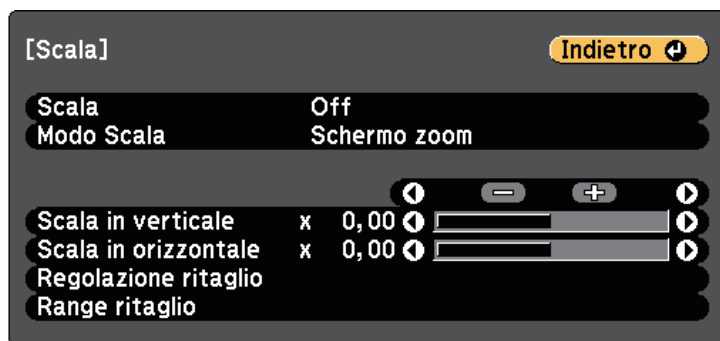 [Scala]
Indietro
Scala Off
Modo Scala Schermo zoom
Scala in verticale x 0,00
Scala in orizzontale x 0,00
Regolazione ritaglio
Range ritaglio